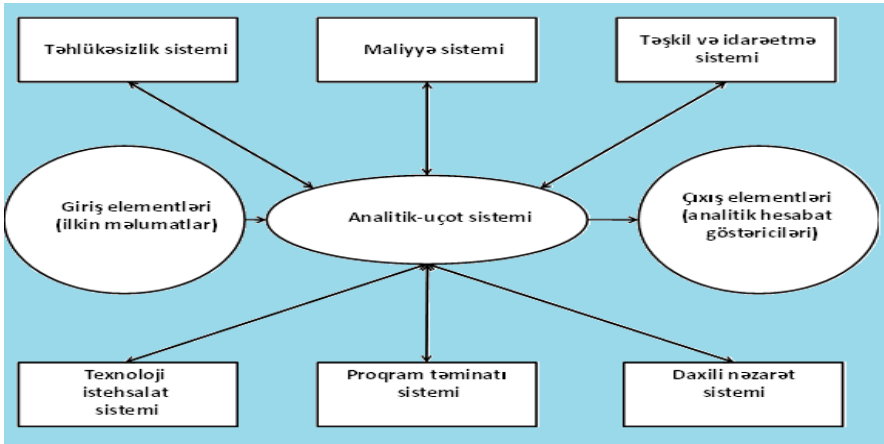 Təhlükəsizlik sistemi
Maliyyə sistemi
Təşkil və idarəetmə
sistemi
Giriş elementləri
(ilkin məlumatlar)
Analitik-uçot sistemi
Çıxış elementləri
(analitik hesabat
göstəriciləri)
Texnoloji
istehsalat
sistemi
Proqram təminatı
sistemi
Daxili nəzarət
sistemi